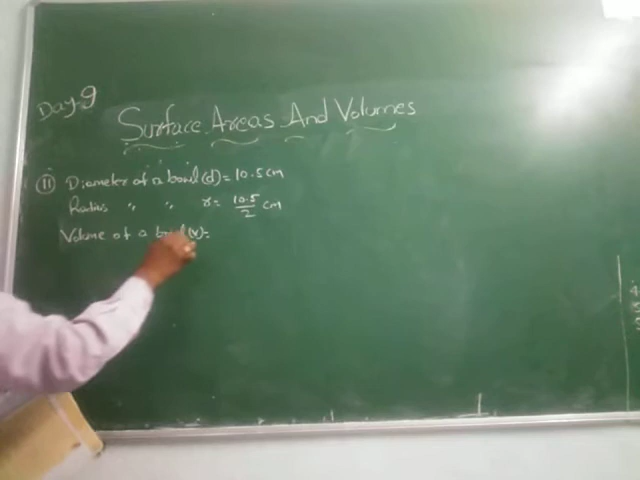 Day-9
Surface Areas And Volumes
(11) Diameter of a bowl (d) = 10.5 cm
Radius " " r = 10.5/2 cm
Volume of a bowl (v) =